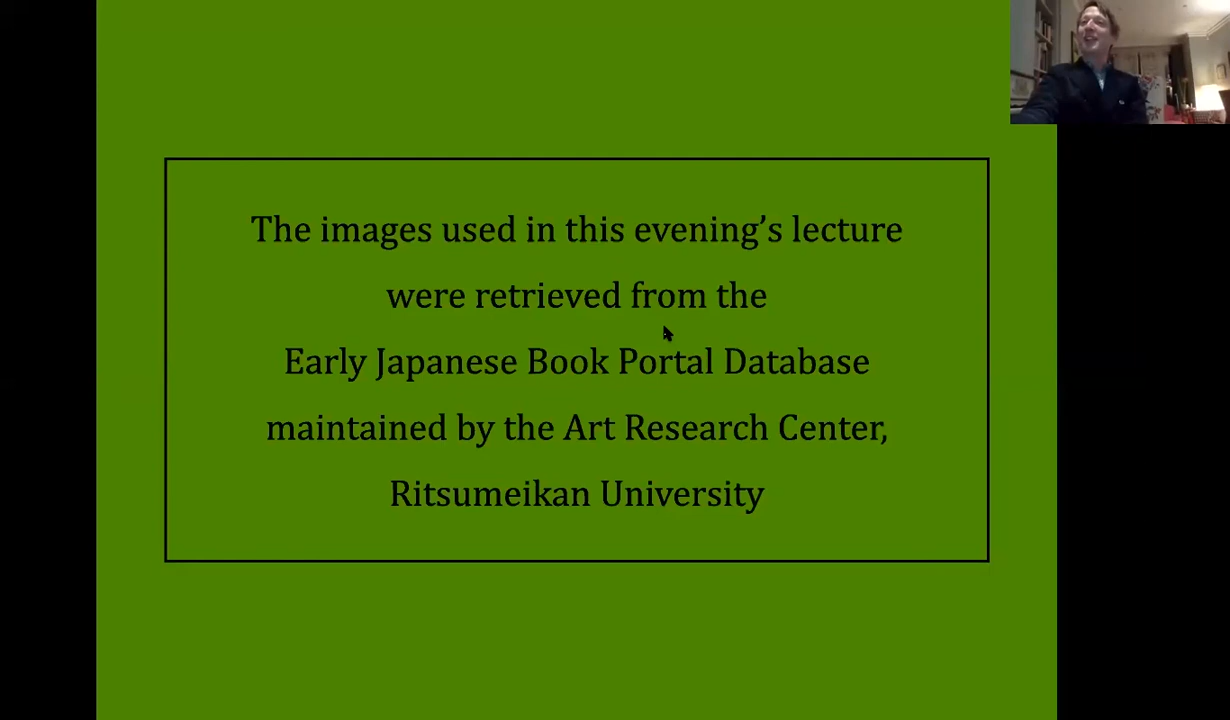 The images used in this evening’s lecture
were retrieved from the
Early Japanese Book Portal Database
maintained by the Art Research Center,
Ritsumeikan University